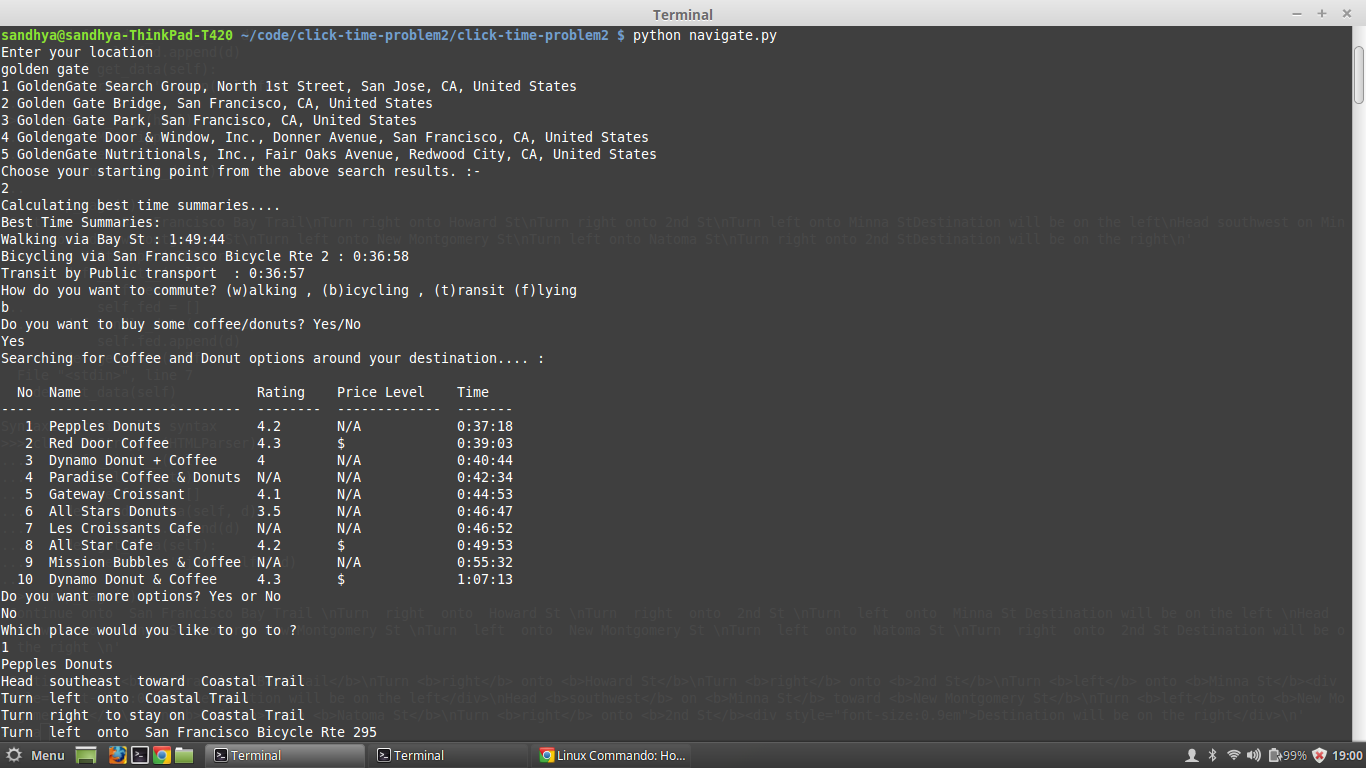 Terminal
sandhya@sandhya-ThinkPad-T420 ~/code/click-time-problem2/click-time-problem2 $ python navigate.py
Enter your location
golden gate
1 GoldenGate Search Group, North 1st Street, San Jose, CA, United States
2 Golden Gate Bridge, San Francisco, CA, United States
3 Golden Gate Park, San Francisco, CA, United States
4 Goldengate Door & Window, Inc., Donner Avenue, San Francisco, CA, United States
5 GoldenGate Nutritionals, Inc., Fair Oaks Avenue, Redwood City, CA, United States
Choose your starting point from the above search results. :-
2
Calculating best time summaries....
Best Time Summaries:
Walking via Bay St : 1:49:44
Bicycling via San Francisco Bicycle Rte 2 : 0:36:58
Transit by Public transport  : 0:36:57
How do you want to commute? (w)alking , (b)icycling , (t)ransit (f)lying
b
Do you want to buy some coffee/donuts? Yes/No
Yes
Searching for Coffee and Donut options around your destination.... :
No  Name  Rating  Price Level  Time
----  ------------------------  --------  -------------  -------
1  Pepples Donuts  4.2  N/A  0:37:18
2  Red Door Coffee  4.3  $  0:39:03
3  Dynamo Donut + Coffee  4  N/A  0:40:44
4  Paradise Coffee & Donuts  N/A  N/A  0:42:34
5  Gateway Croissant  4.1  N/A  0:44:53
6  All Stars Donuts  3.5  N/A  0:46:47
7  Les Croissants Cafe  N/A  N/A  0:46:52
8  All Star Cafe  4.2  $  0:49:53
9  Mission Bubbles & Coffee  N/A  N/A  0:55:32
10  Dynamo Donut & Coffee  4.3  $  1:07:13
Do you want more options? Yes or No
No
Which place would you like to go to ?
1
Pepples Donuts
Head  southeast  toward  Coastal Trail
Turn  left  onto  Coastal Trail
Turn  right  to stay on  Coastal Trail
Turn  left  onto  San Francisco Bicycle Rte 295
Menu  Terminal  Terminal  Linux Commando: Ho...  99%  19:00